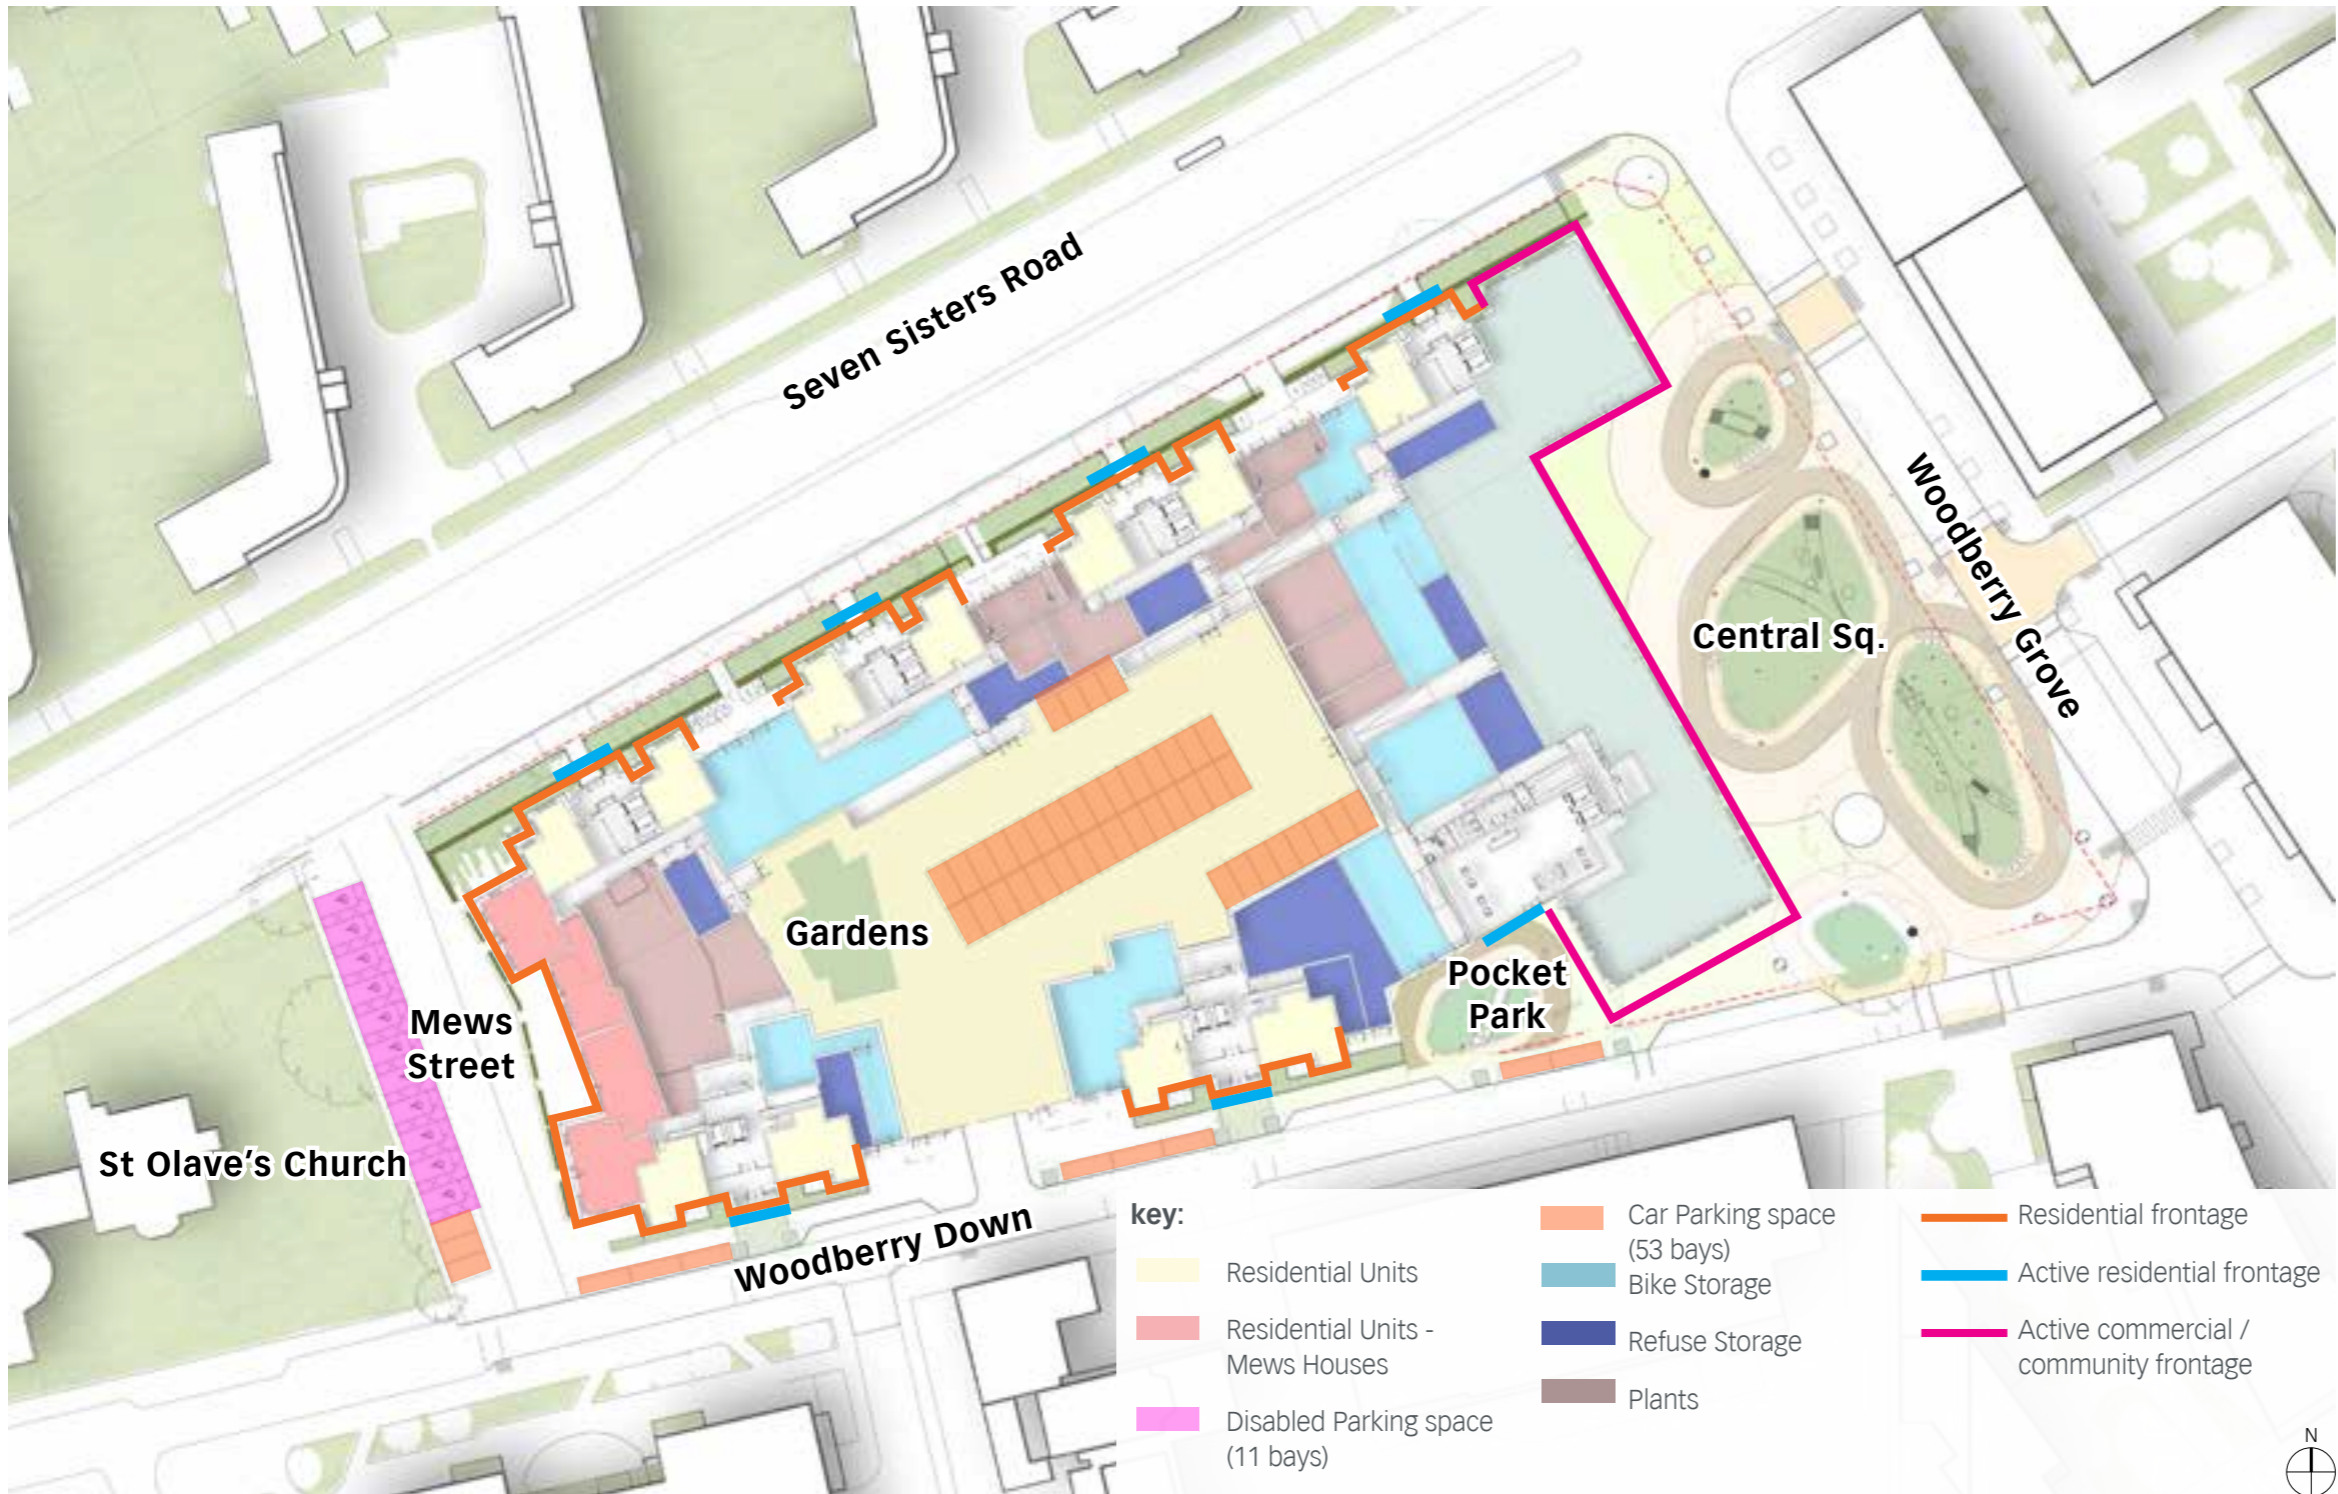 Seven Sisters Road
Woodberry Grove
Central Sq.
Gardens
Pocket
Park
Mews
Street
St Olave's Church
Woodberry Down
key:
Residential Units
Residential Units -
Mews Houses
Disabled Parking space
(11 bays)
Car Parking space
(53 bays)
Bike Storage
Refuse Storage
Plants
Residential frontage
Active residential frontage
Active commercial /
community frontage
N